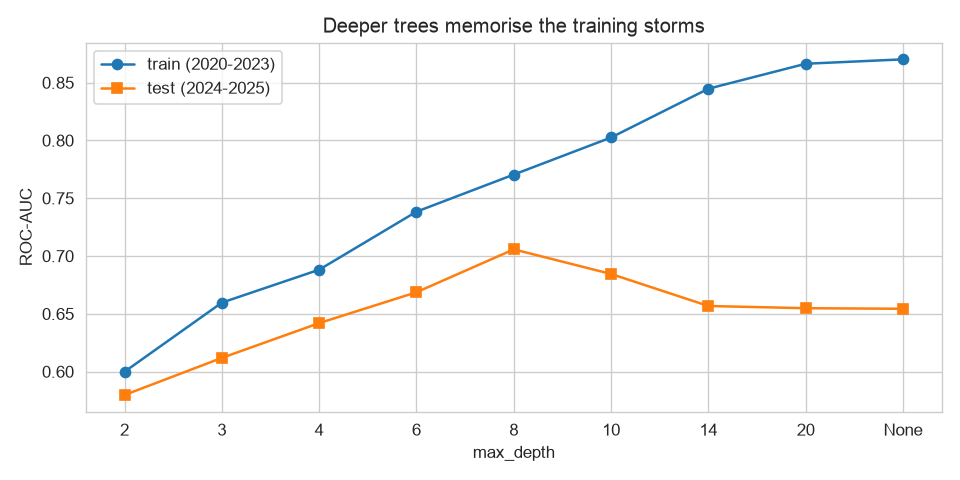 Deeper trees memorise the training storms
train (2020-2023)
test (2024-2025)
ROC-AUC
0.85
0.80
0.75
0.70
0.65
0.60
2 3 4 6 8 10 14 20 None
max_depth